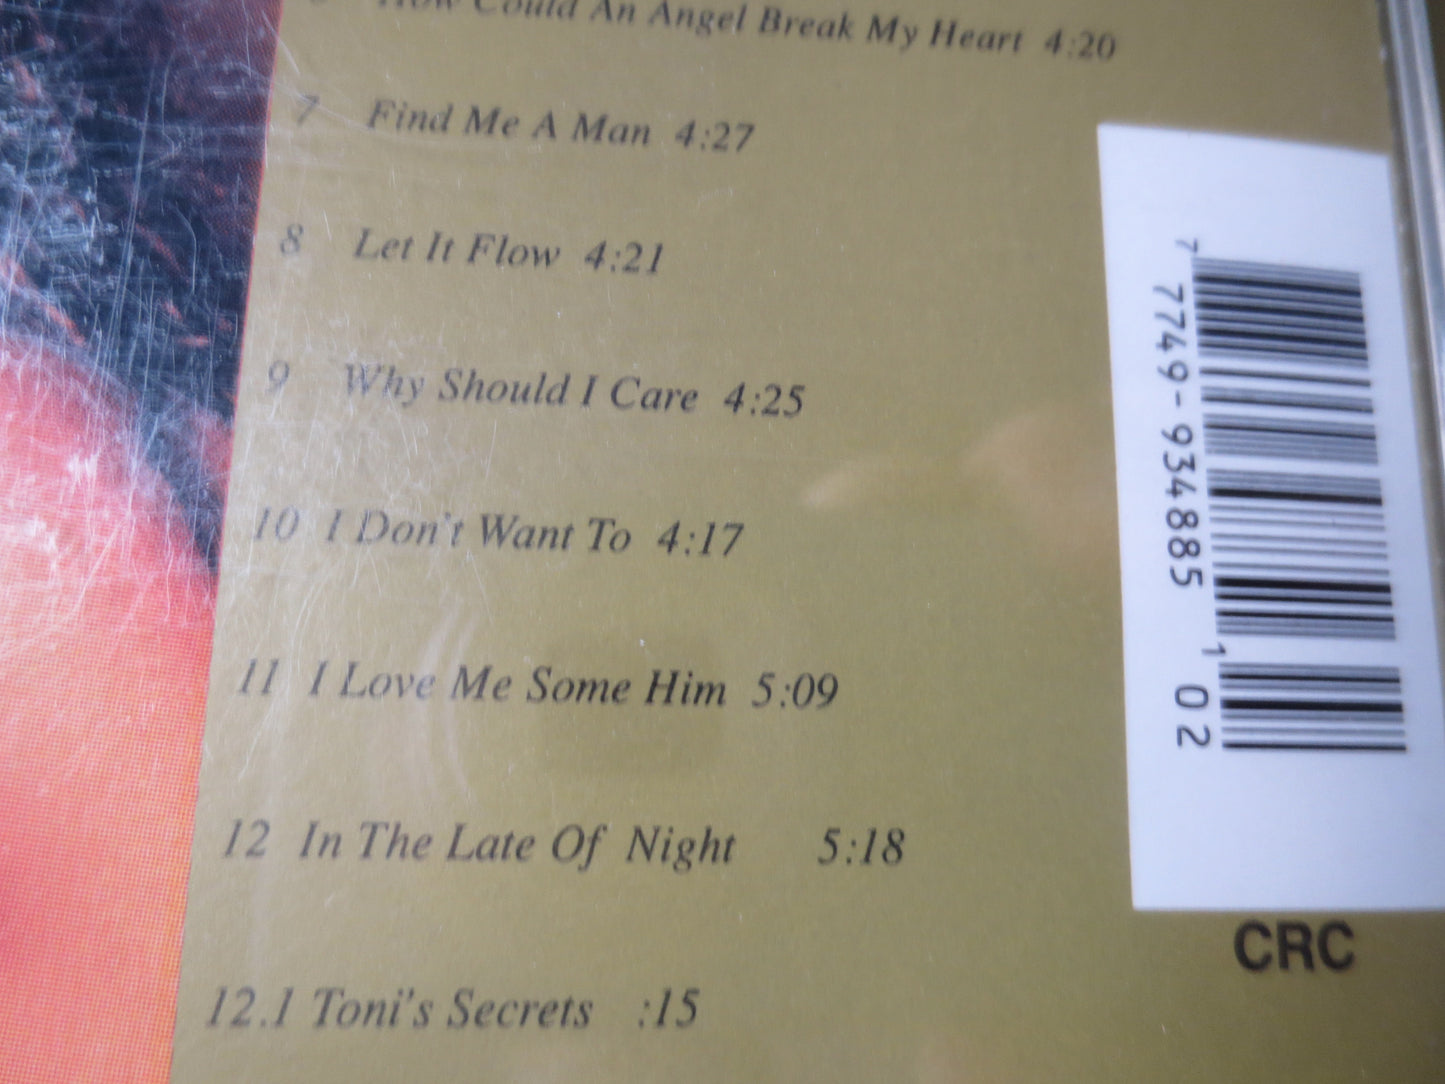 How Could An Angel Break My Heart 4:20
7 Find Me A Man 4:27
8 Let It Flow 4:21
9 Why Should I Care 4:25
10 I Don't Want To 4:17
11 I Love Me Some Him 5:09
12 In The Late Of Night 5:18
12.1 Toni's Secrets :15
7 7749-934885 1 02
CRC